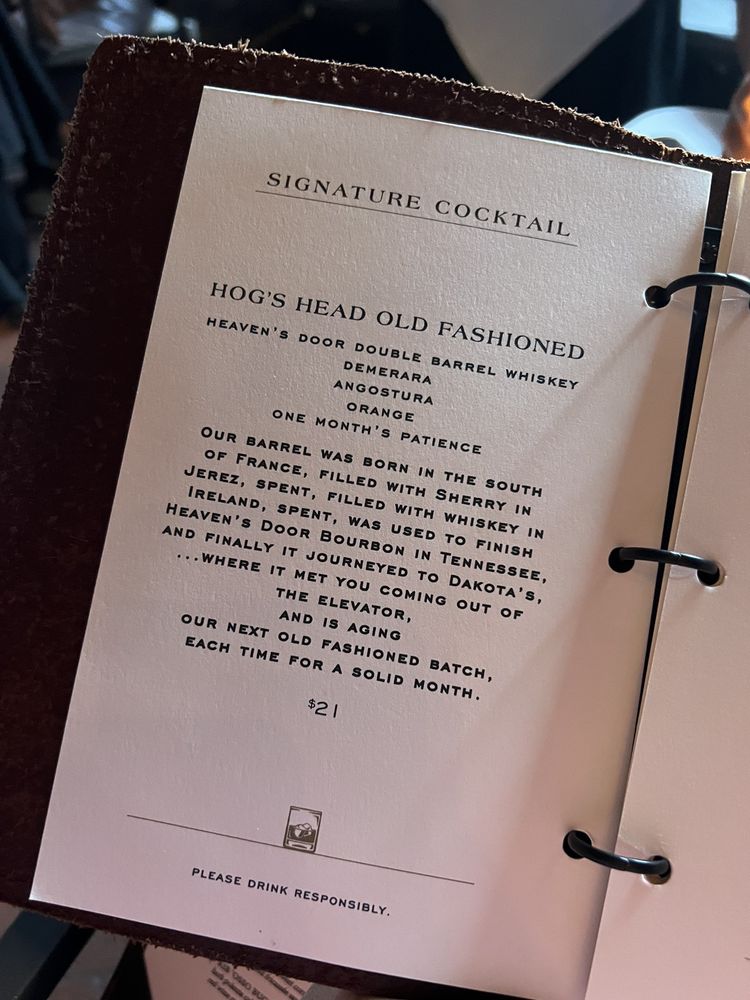 SIGNATURE COCKTAIL
HOG'S HEAD OLD FASHIONED
HEAVEN'S DOOR DOUBLE BARREL WHISKEY
DEMERARA
ANGOSTURA
ORANGE
ONE MONTH'S PATIENCE
OUR BARREL WAS BORN IN THE SOUTH
OF FRANCE, FILLED WITH SHERRY IN
JEREZ, SPENT, FILLED WITH WHISKEY IN
IRELAND, SPENT, WAS USED TO FINISH
HEAVEN'S DOOR BOURBON IN TENNESSEE,
AND FINALLY IT JOURNEYED TO DAKOTA'S,
...WHERE IT MET YOU COMING OUT OF
THE ELEVATOR,
AND IS AGING
OUR NEXT OLD FASHIONED BATCH,
EACH TIME FOR A SOLID MONTH.
$21
PLEASE DRINK RESPONSIBLY.